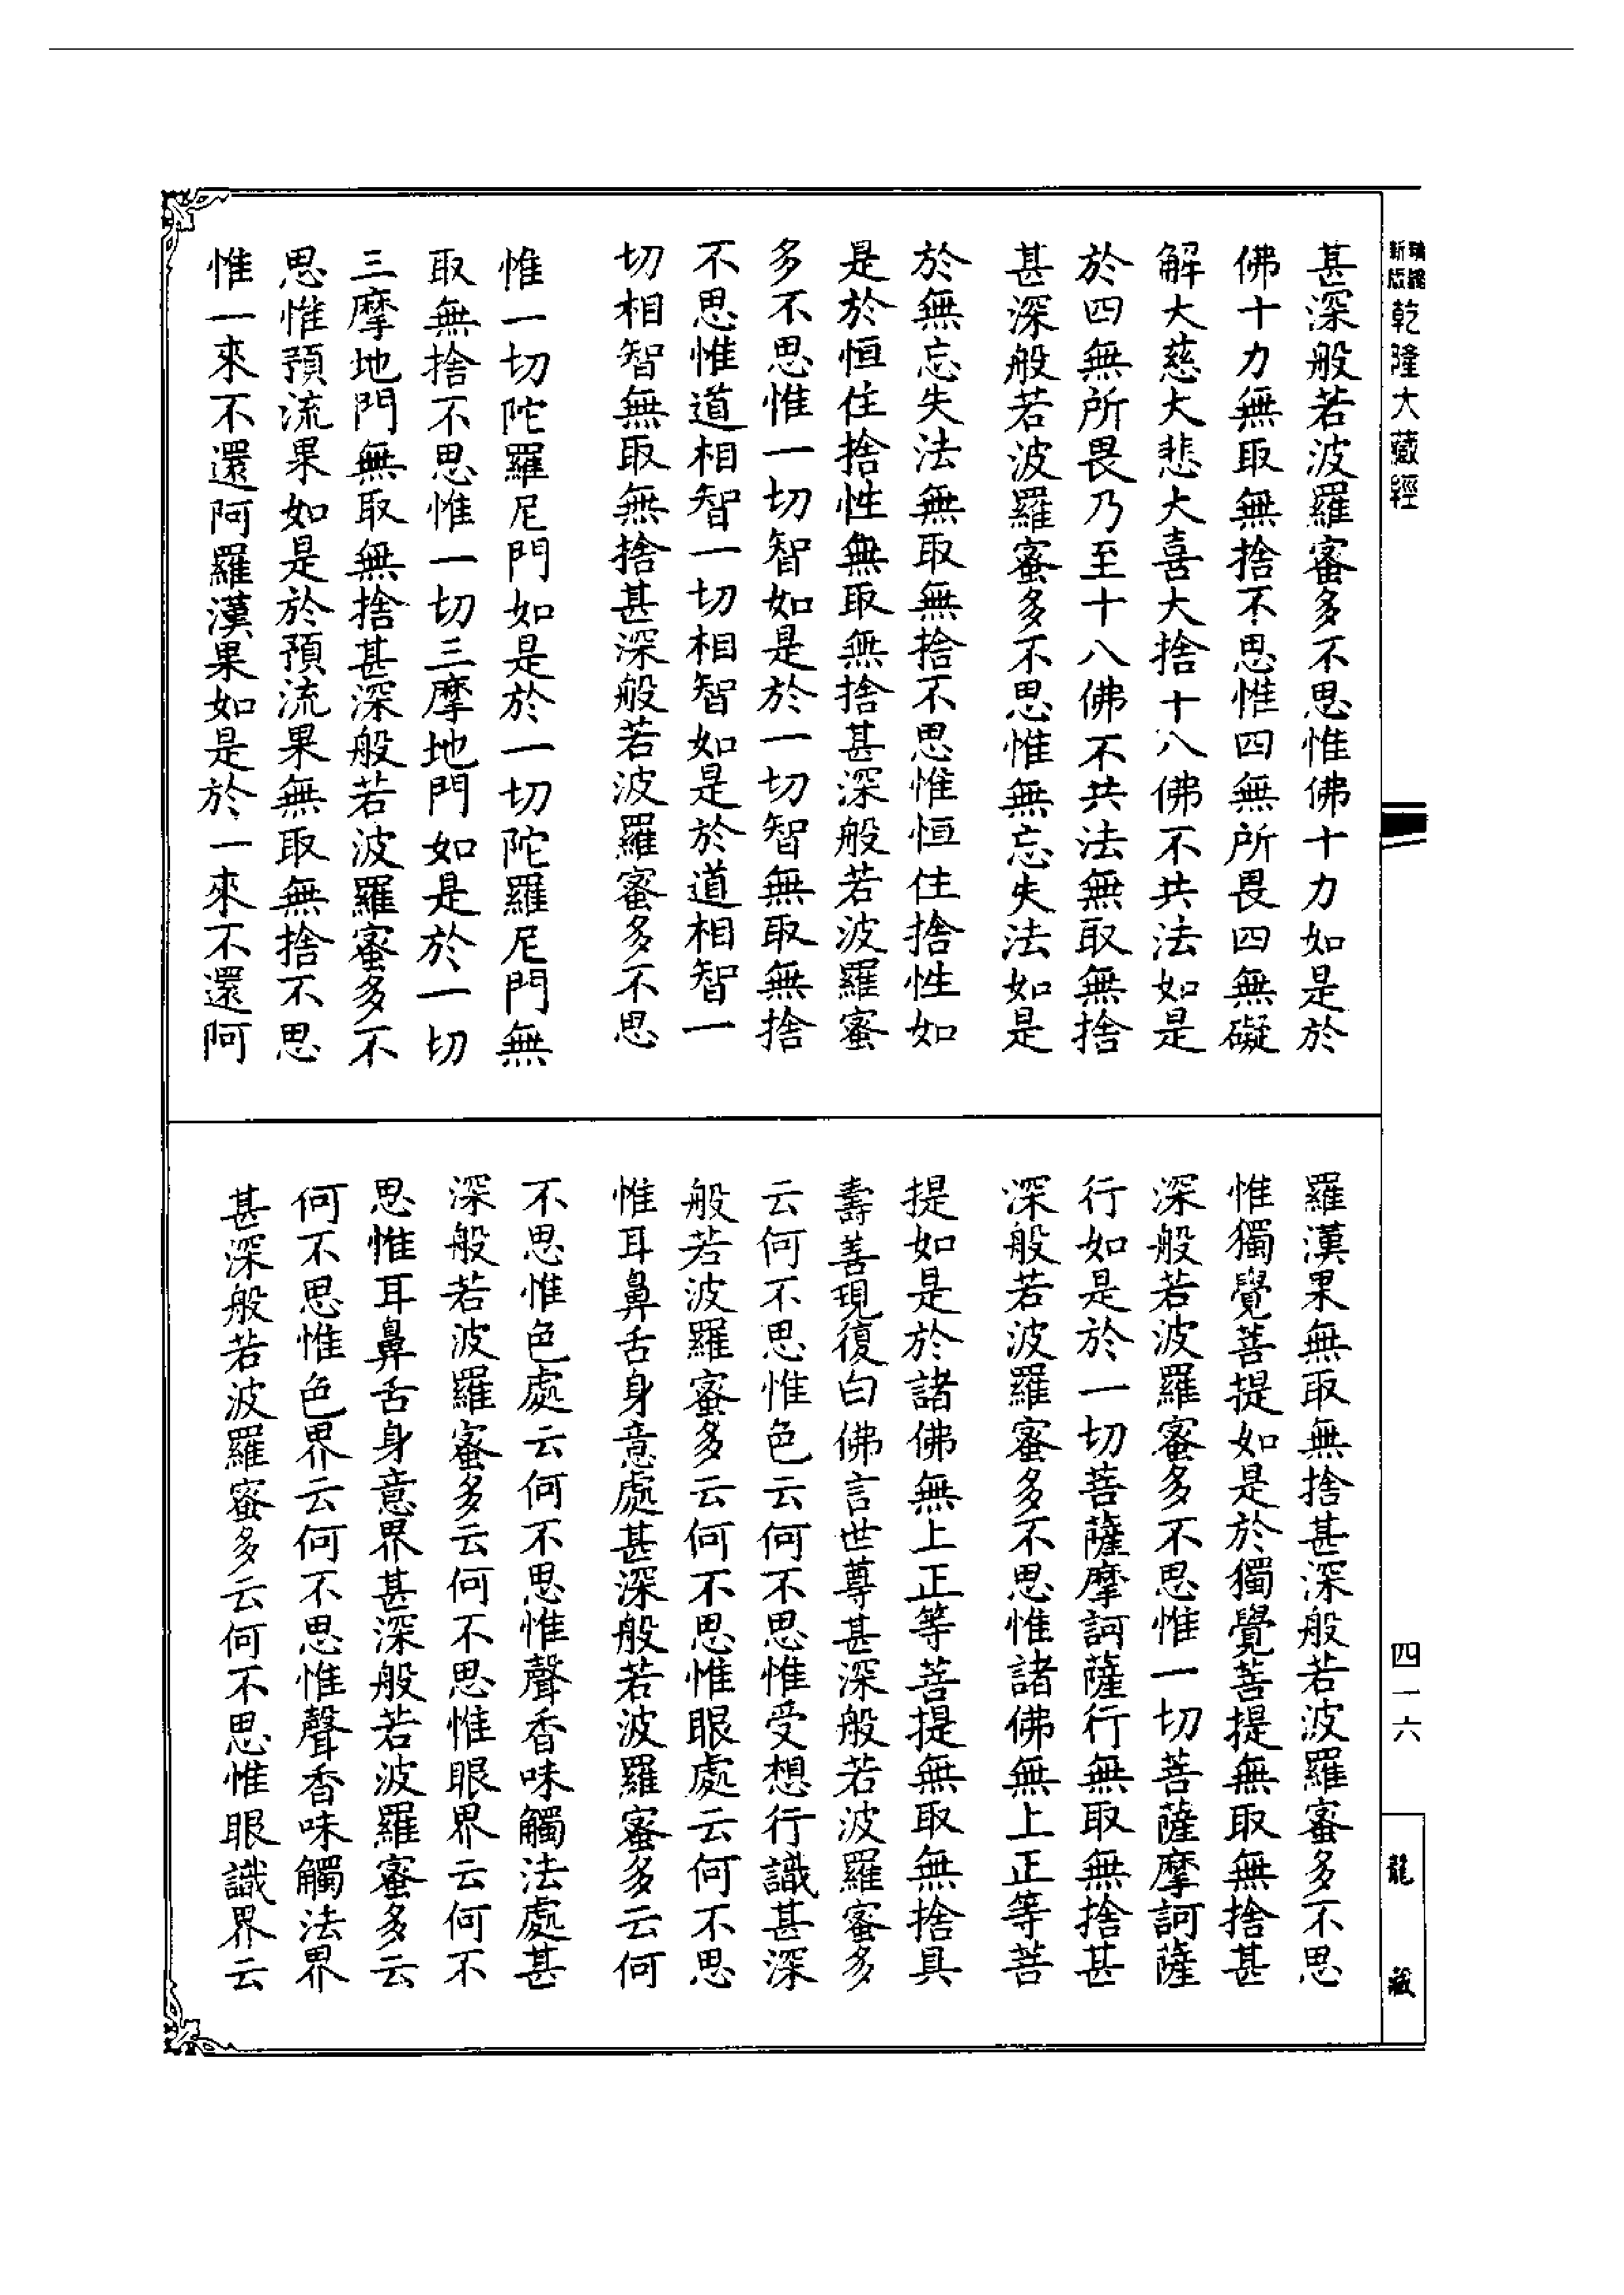 新版
乾隆大藏經
四一六
龍藏
甚深般若波羅蜜多不思惟佛十力如是於
佛十力無取無捨不思惟四無所畏四無礙
解大慈大悲大喜大捨十八佛不共法如是
於四無所畏乃至十八佛不共法無取無捨
甚深般若波羅蜜多不思惟無忘失法如是
於無忘失法無取無捨不思惟恒住捨性如
是於恒住捨性無取無捨甚深般若波羅蜜
多不思惟一切智如是於一切智無取無捨
不思惟道相智一切相智如是於道相智一
切相智無取無捨甚深般若波羅蜜多不思
惟一切陀羅尼門如是於一切陀羅尼門無
取無捨不思惟一切三摩地門如是於一切
三摩地門無取無捨甚深般若波羅蜜多不
思惟預流果如是於預流果無取無捨不思
惟一來不還阿羅漢果如是於一來不還阿
羅漢果無取無捨甚深般若波羅蜜多不思
惟獨覺菩提如是於獨覺菩提無取無捨甚
深般若波羅蜜多不思惟一切菩薩摩訶薩
行如是於一切菩薩摩訶薩行無取無捨甚
深般若波羅蜜多不思惟諸佛無上正等菩
提如是於諸佛無上正等菩提無取無捨具
壽善現復白佛言世尊甚深般若波羅蜜多
云何不思惟色云何不思惟受想行識甚深
般若波羅蜜多云何不思惟眼處云何不思
惟耳鼻舌身意處甚深般若波羅蜜多云何
不思惟色處云何不思惟聲香味觸法處甚
深般若波羅蜜多云何不思惟眼界云何不
思惟耳鼻舌身意界甚深般若波羅蜜多云
何不思惟色界云何不思惟聲香味觸法界
甚深般若波羅蜜多云何不思惟眼識界云